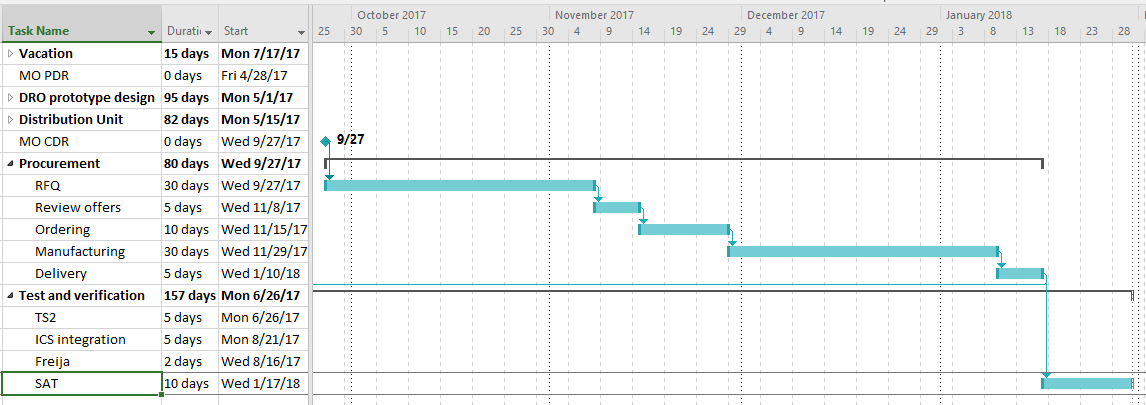 October 2017 November 2017 December 2017 January 2018
Task Name Duratio Start 25 30 5 10 15 20 25 30 4 9 14 19 24 29 4 9 14 19 24 29 3 8 13 18 23 28
Vacation 15 days Mon 7/17/17
MO PDR 0 days Fri 4/28/17
DRO prototype design 95 days Mon 5/1/17
Distribution Unit 82 days Mon 5/15/17
MO CDR 0 days Wed 9/27/17 9/27
Procurement 80 days Wed 9/27/17
RFQ 30 days Wed 9/27/17
Review offers 5 days Wed 11/8/17
Ordering 10 days Wed 11/15/17
Manufacturing 30 days Wed 11/29/17
Delivery 5 days Wed 1/10/18
Test and verification 157 days Mon 6/26/17
TS2 5 days Mon 6/26/17
ICS integration 5 days Mon 8/21/17
Freija 2 days Wed 8/16/17
SAT 10 days Wed 1/17/18